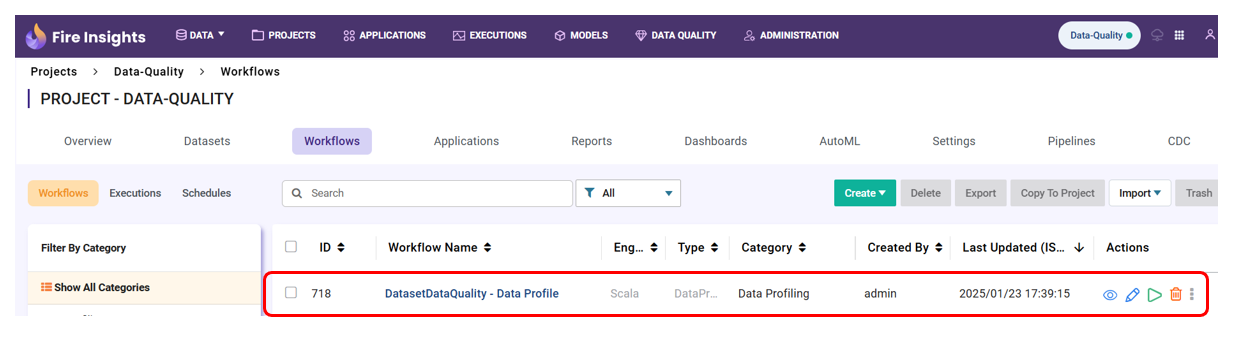 Fire Insights DATA PROJECTS APPLICATIONS EXECUTIONS MODELS DATA QUALITY ADMINISTRATION Data-Quality
Projects > Data-Quality > Workflows
PROJECT - DATA-QUALITY
Overview Datasets Workflows Applications Reports Dashboards AutoML Settings Pipelines CDC
Workflows Executions Schedules Search All Create Delete Export Copy To Project Import Trash
Filter By Category ID Workflow Name Eng... Type Category Created By Last Updated (IS... Actions
Show All Categories
718 DatasetDataQuality - Data Profile Scala DataPr... Data Profiling admin 2025/01/23 17:39:15